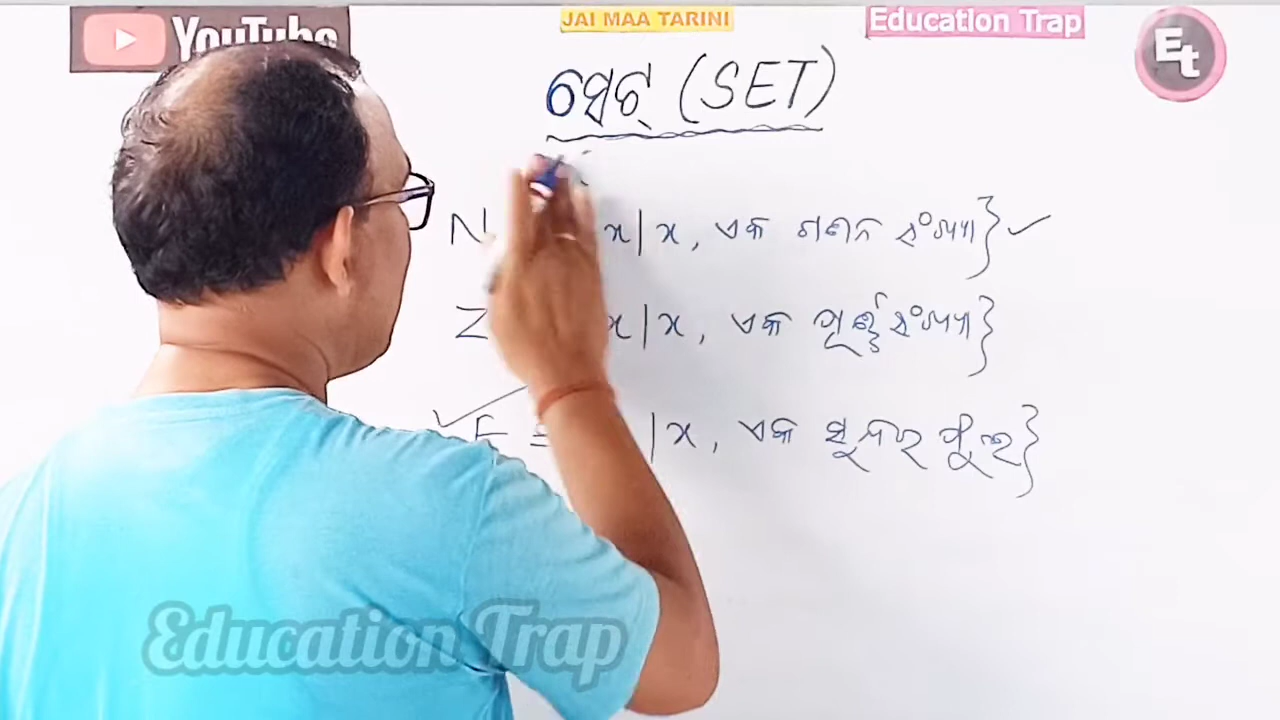 YouTube JAI MAA TARINI Education Trap Et
ସେଟ୍ (SET)
N x | x, ଏକ ଗଣନ ସଂଖ୍ୟା} ✓
Z x | x, ଏକ ପୂର୍ଣ୍ଣ ସଂଖ୍ୟା}
✓ F = | x, ଏକ ସୁନ୍ଦର ଫୁଲ}
Education Trap